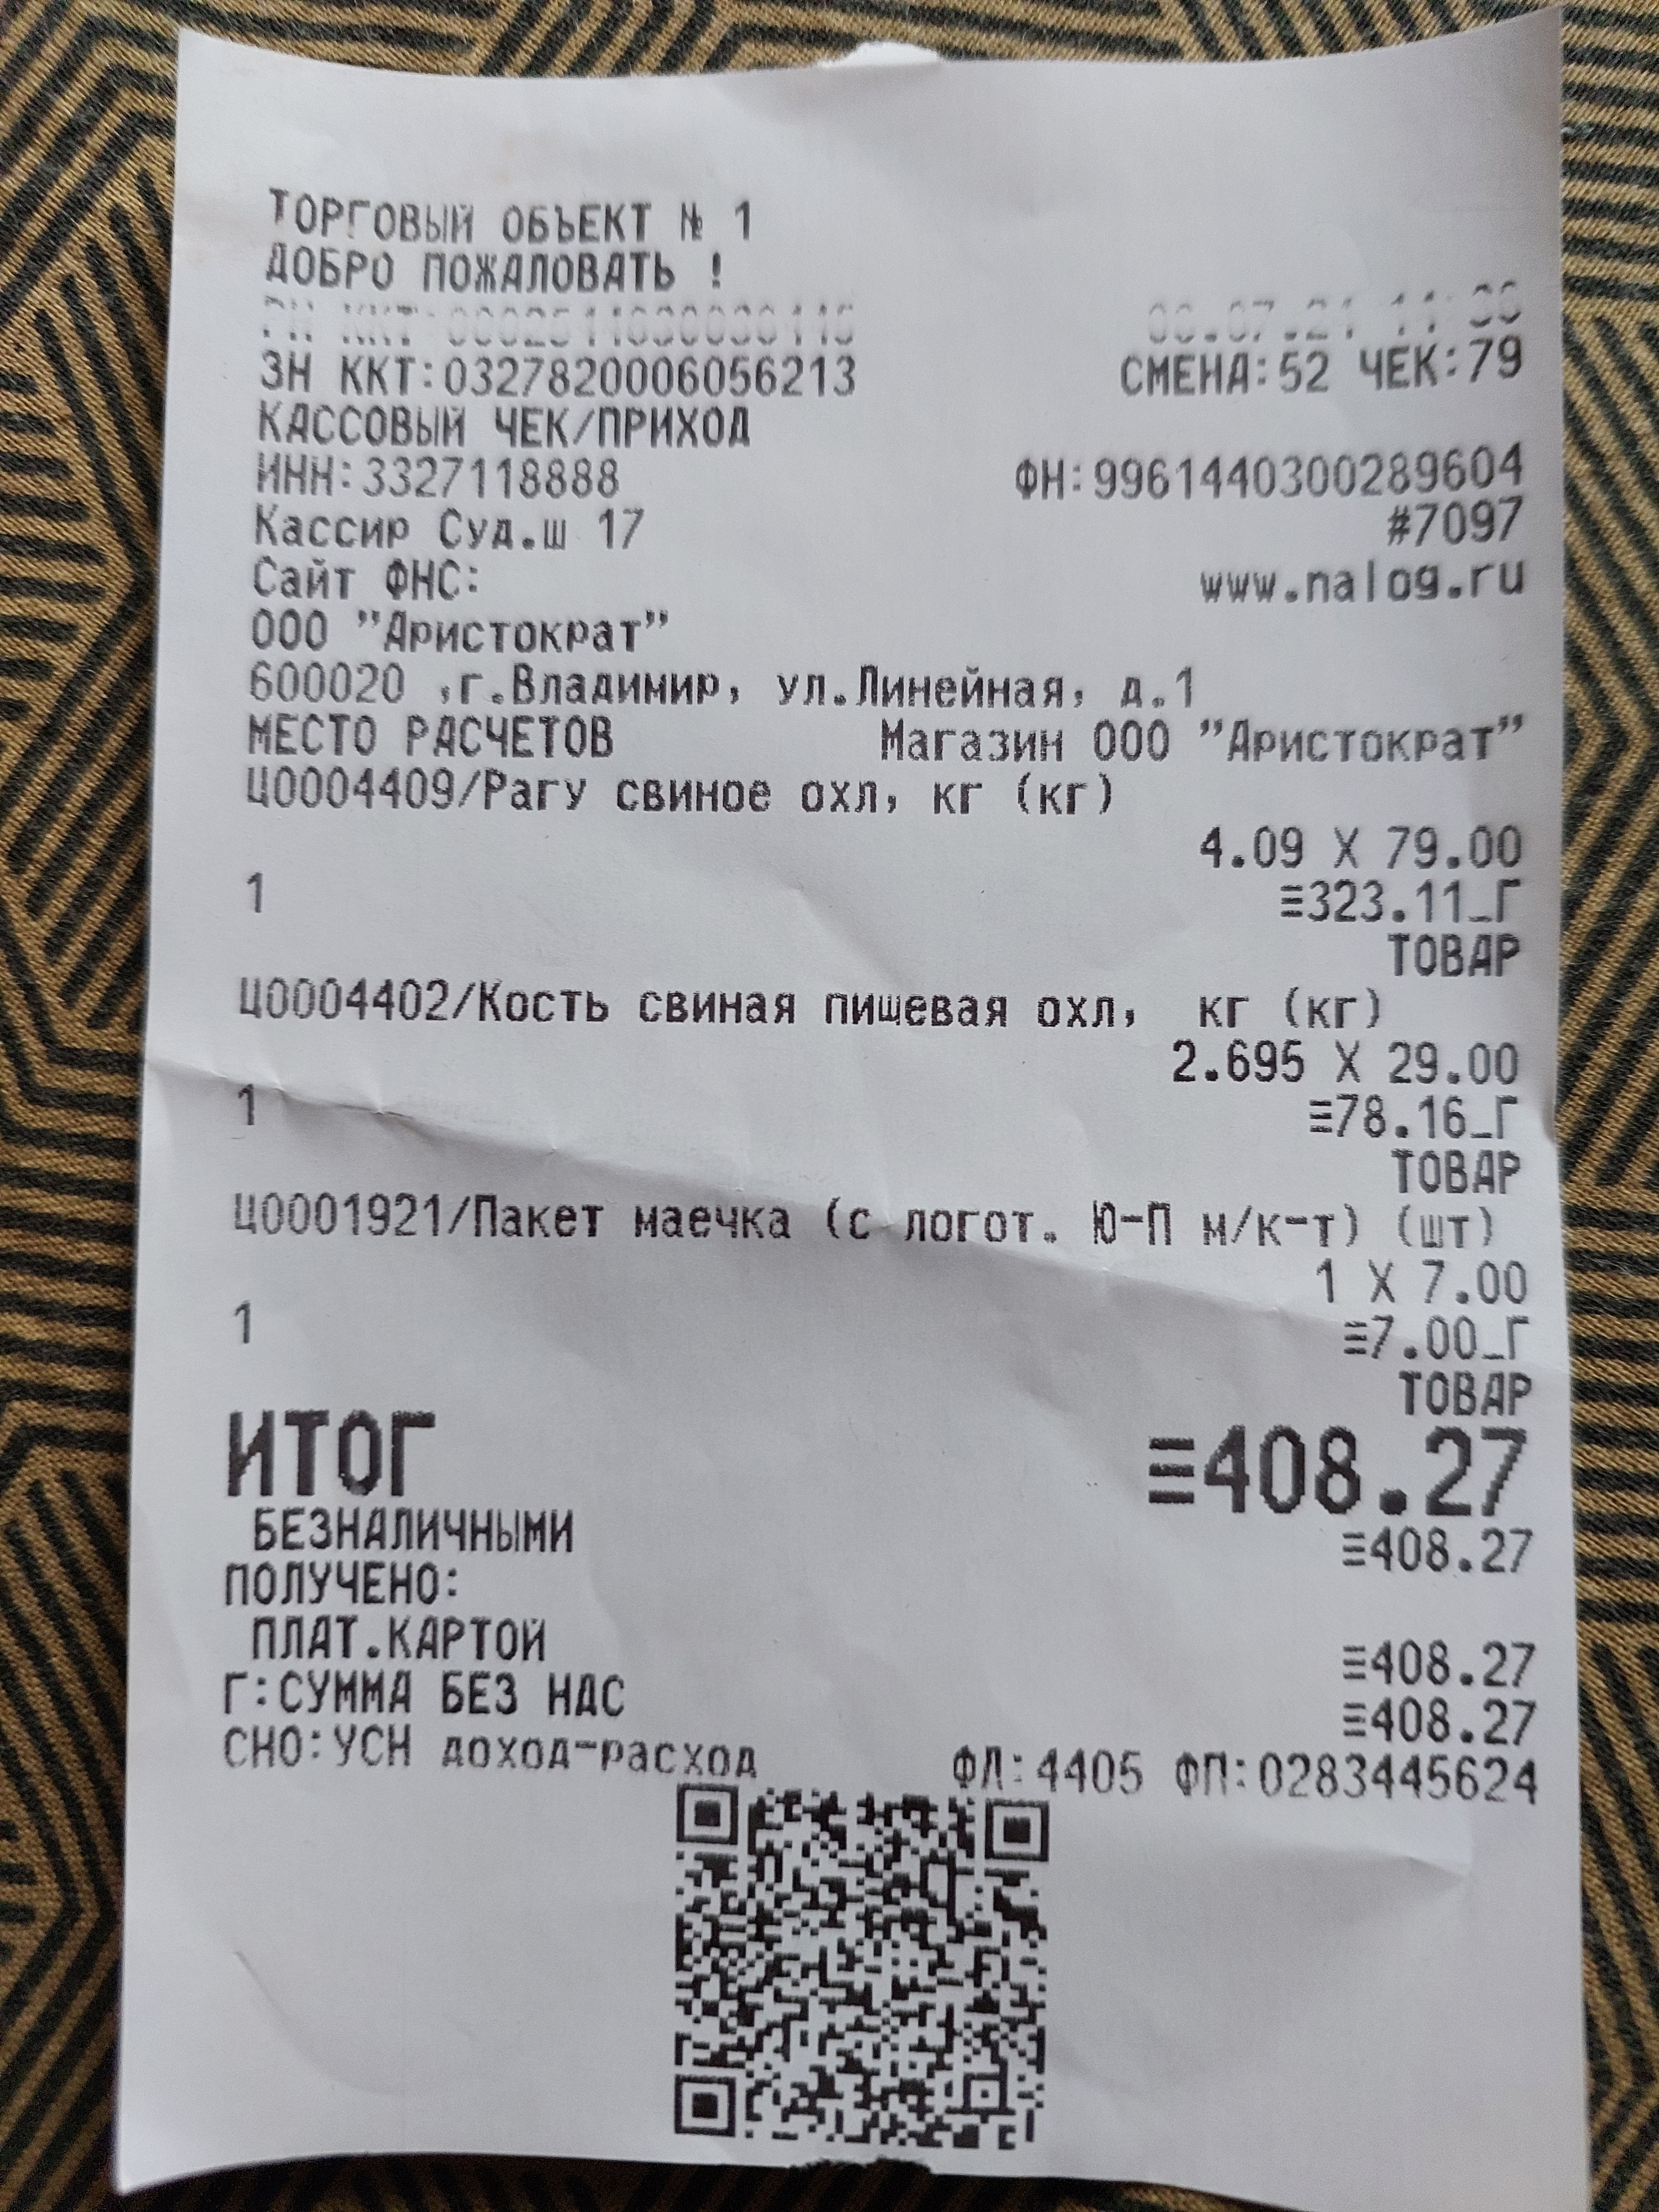 ТОРГОВЫЙ ОБЪЕКТ № 1
ДОБРО ПОЖАЛОВАТЬ !
ЗН ККТ:0327820006056213 СМЕНА:52 ЧЕК:79
КАССОВЫЙ ЧЕК/ПРИХОД
ИНН:3327118888 ФН:9961440300289604
Кассир Суд.ш 17 #7097
Сайт ФНС: www.nalog.ru
ООО "Аристократ"
600020 ,г.Владимир, ул.Линейная, д.1
МЕСТО РАСЧЕТОВ Магазин ООО "Аристократ"
Ц0004409/Рагу свиное охл, кг (кг)
4.09 X 79.00
1 ≡323.11_Г
ТОВАР
Ц0004402/Кость свиная пищевая охл, кг (кг)
2.695 X 29.00
1 ≡78.16_Г
ТОВАР
Ц0001921/Пакет маечка (с логот. Ю-П м/к-т) (шт)
1 X 7.00
1 ≡7.00_Г
ТОВАР
ИТОГ ≡408.27
БЕЗНАЛИЧНЫМИ ≡408.27
ПОЛУЧЕНО:
ПЛАТ.КАРТОЙ ≡408.27
Г:СУММА БЕЗ НДС ≡408.27
СНО:УСН доход-расход ФД:4405 ФП:0283445624